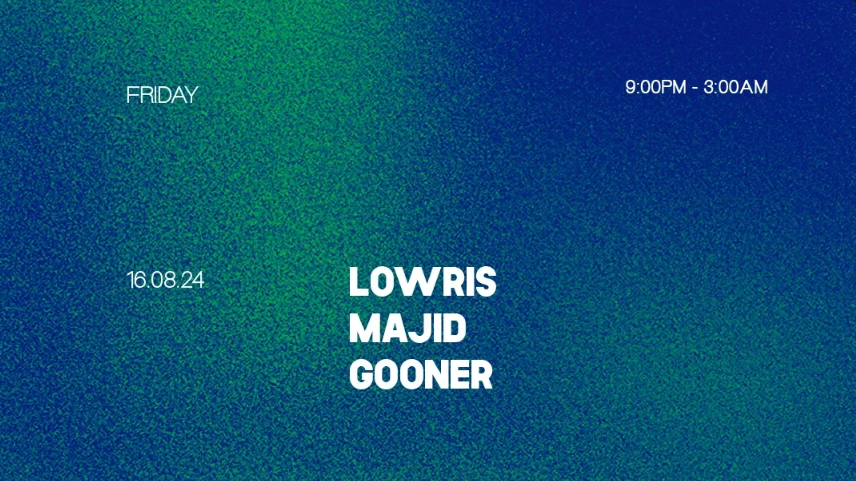 FRIDAY
9:00PM - 3:00AM
16.08.24
LOWRIS
MAJID
GOONER